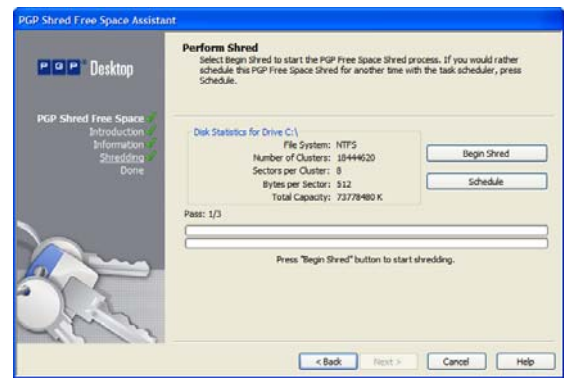 PGP Shred Free Space Assistant
PGP Desktop
PGP Shred Free Space
Introduction
Information
Shredding
Done
Perform Shred
Select Begin Shred to start the PGP Free Space Shred process. If you would rather
schedule this PGP Free Space Shred for another time with the task scheduler, press
Schedule.
Disk Statistics for Drive C:\
File System: NTFS
Number of Clusters: 18444620
Sectors per Cluster: 8
Bytes per Sector: 512
Total Capacity: 73778480 K
Begin Shred
Schedule
Pass: 1/3
Press "Begin Shred" button to start shredding.
< Back
Next >
Cancel
Help